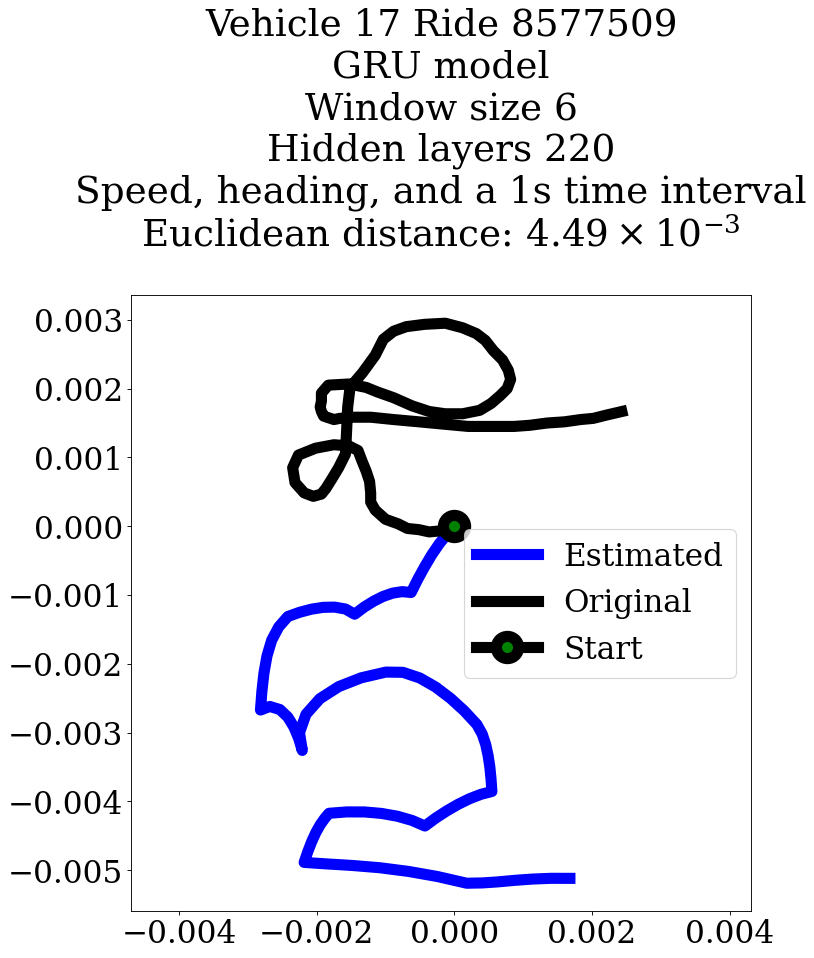 Vehicle 17 Ride 8577509
GRU model
Window size 6
Hidden layers 220
Speed, heading, and a 1s time interval
Euclidean distance: 4.49 × 10⁻³
0.003
0.002
0.001
0.000
−0.001
−0.002
−0.003
−0.004
−0.005
Estimated
Original
Start
−0.004 −0.002 0.000 0.002 0.004